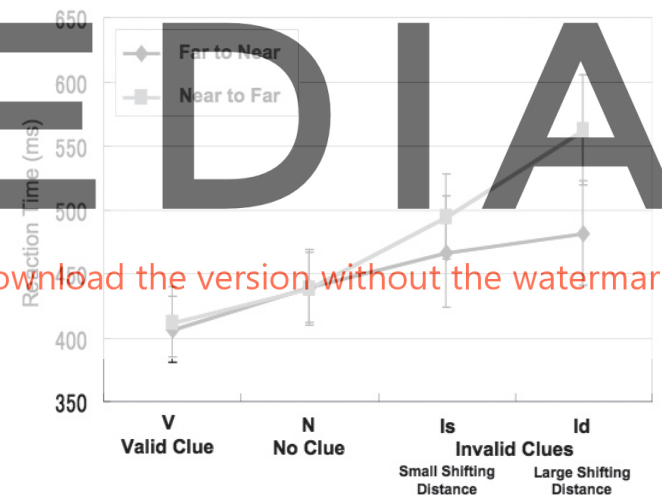 650
EDIA
Far to Near
600
Near to Far
550
Reaction Time (ms)
500
450
ownload the version without the watermar
400
350
V
N
Is
Id
Valid Clue
No Clue
Invalid Clues
Small Shifting
Distance
Large Shifting
Distance